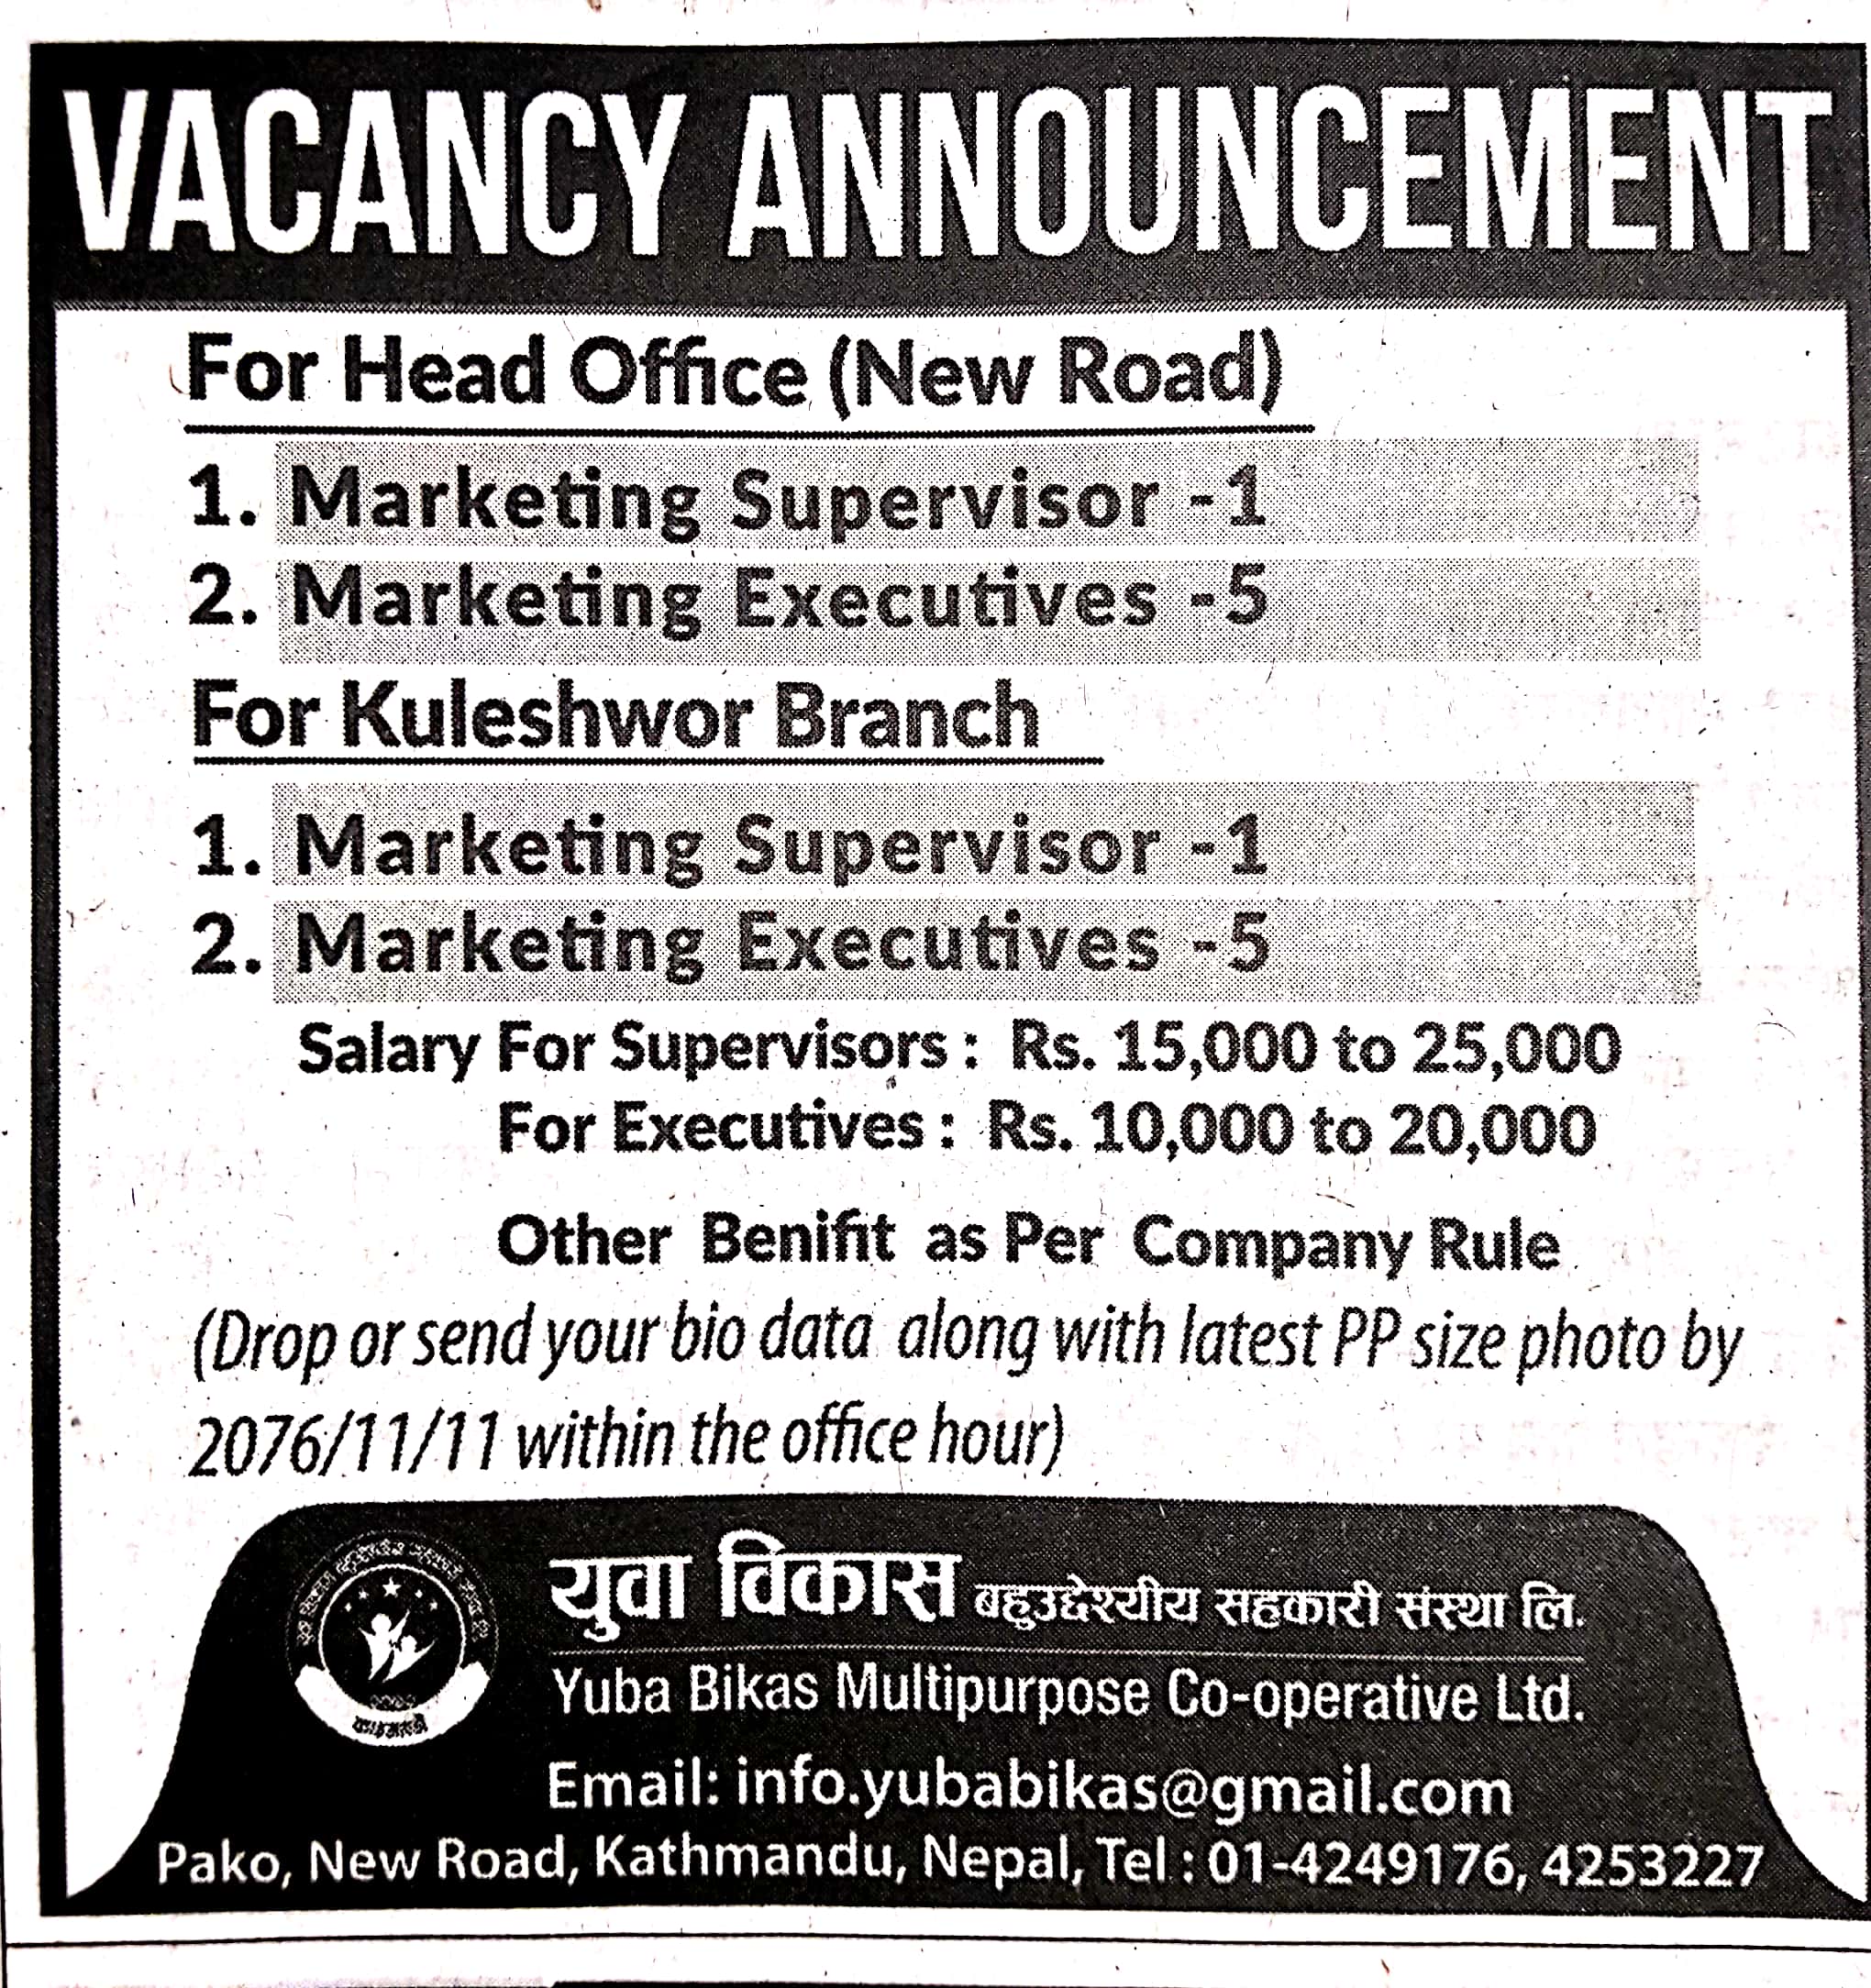 VACANCY ANNOUNCEMENT
For Head Office (New Road)
1. Marketing Supervisor -1
2. Marketing Executives -5
For Kuleshwor Branch
1. Marketing Supervisor -1
2. Marketing Executives -5
Salary For Supervisors : Rs. 15,000 to 25,000
For Executives : Rs. 10,000 to 20,000
Other Benifit as Per Company Rule
(Drop or send your bio data along with latest PP size photo by
2076/11/11 within the office hour)
युवा विकास बहुउद्देश्यीय सहकारी संस्था लि.
Yuba Bikas Multipurpose Co-operative Ltd.
Email: info.yubabikas@gmail.com
Pako, New Road, Kathmandu, Nepal, Tel : 01-4249176, 4253227